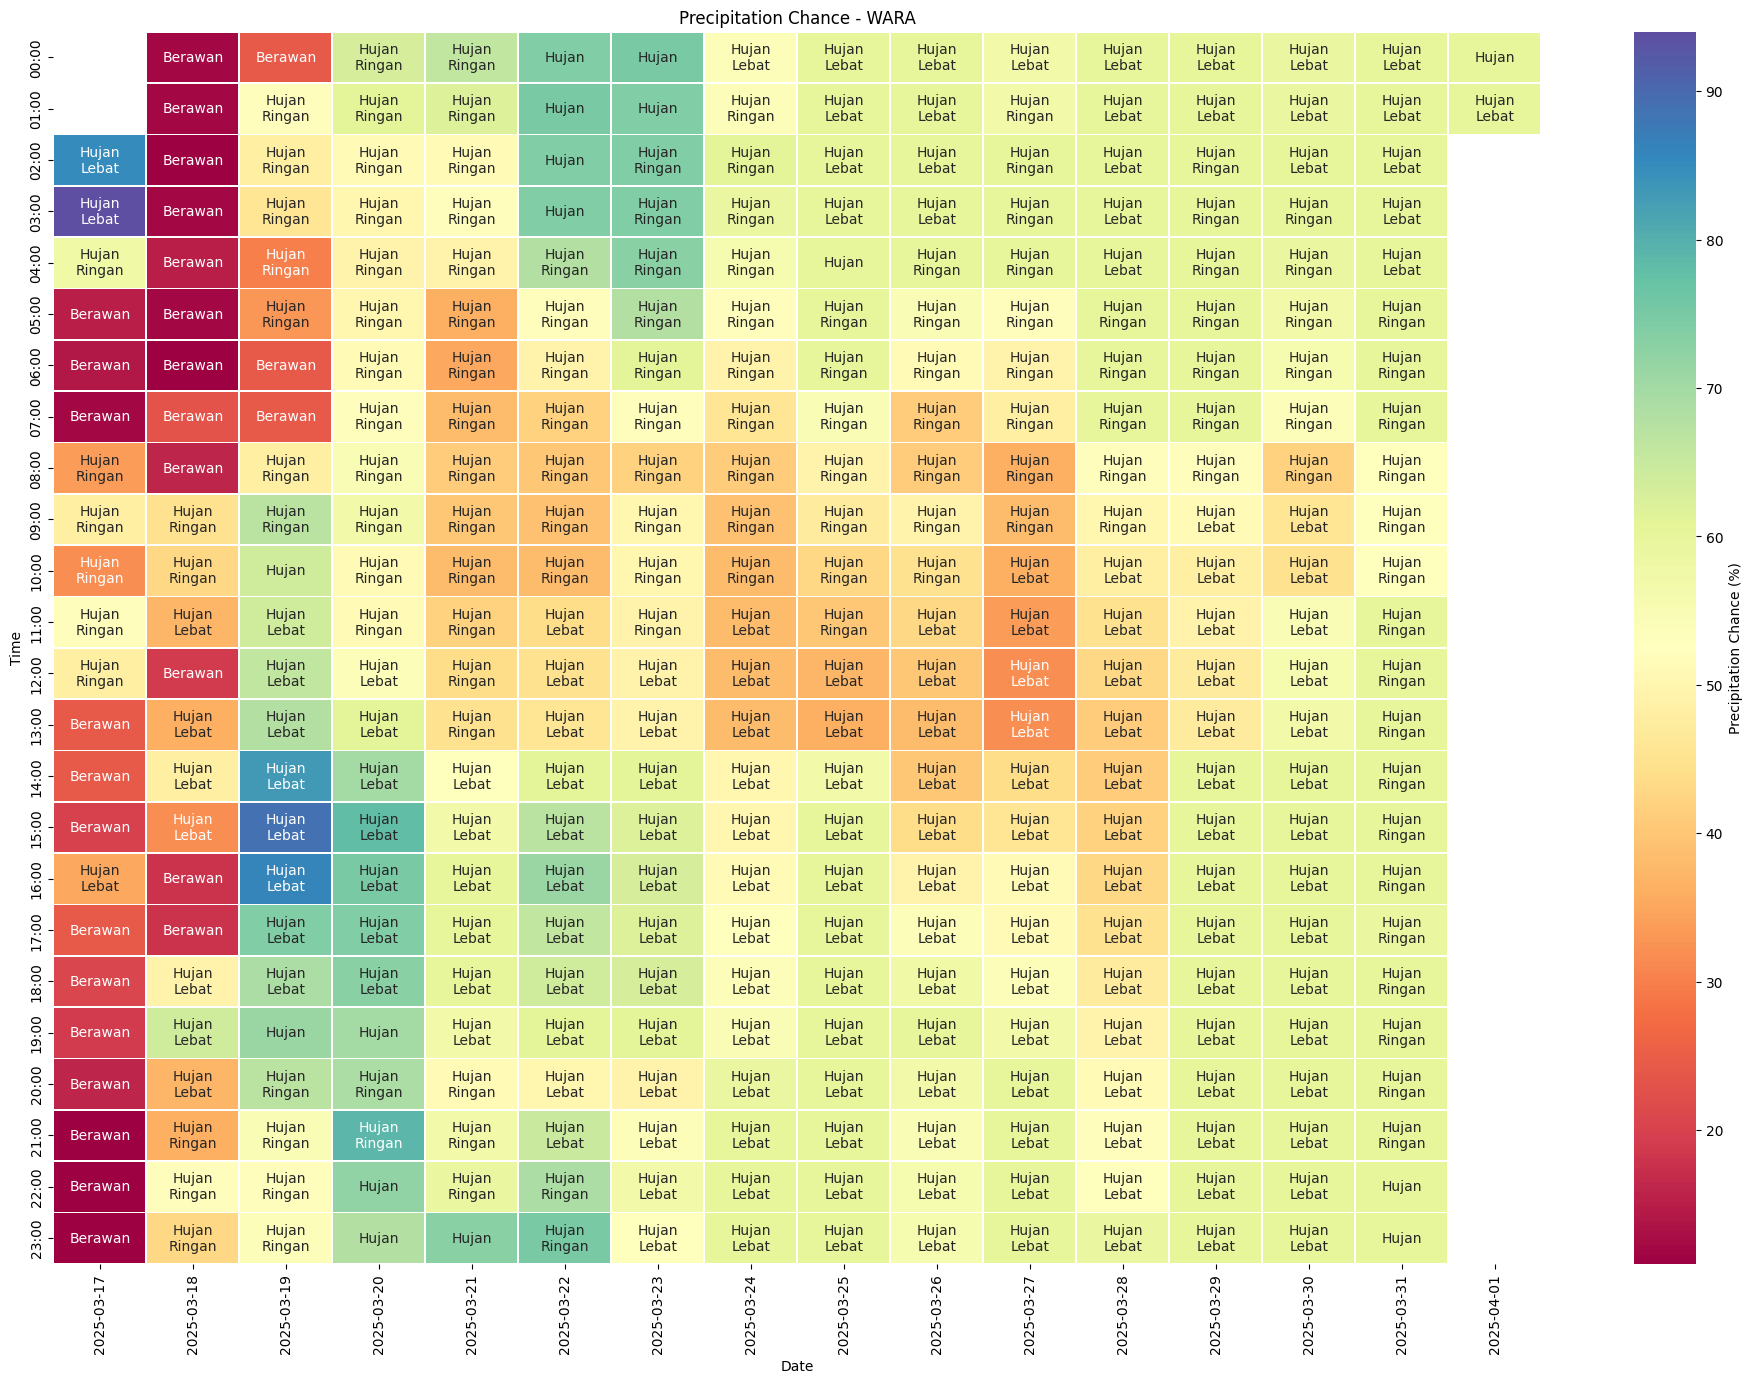 Precipitation Chance - WARA
00:00 Berawan Berawan Hujan Ringan Hujan Ringan Hujan Hujan Hujan Lebat Hujan Lebat Hujan Lebat Hujan Lebat Hujan Lebat Hujan Lebat Hujan Lebat Hujan Lebat Hujan
01:00 Berawan Hujan Ringan Hujan Ringan Hujan Ringan Hujan Hujan Hujan Ringan Hujan Lebat Hujan Lebat Hujan Ringan Hujan Lebat Hujan Lebat Hujan Lebat Hujan Lebat Hujan Lebat
02:00 Hujan Lebat Berawan Hujan Ringan Hujan Ringan Hujan Ringan Hujan Hujan Ringan Hujan Ringan Hujan Lebat Hujan Lebat Hujan Ringan Hujan Lebat Hujan Ringan Hujan Lebat Hujan Lebat
03:00 Hujan Lebat Berawan Hujan Ringan Hujan Ringan Hujan Ringan Hujan Hujan Ringan Hujan Ringan Hujan Lebat Hujan Lebat Hujan Ringan Hujan Lebat Hujan Ringan Hujan Ringan Hujan Lebat
04:00 Hujan Ringan Berawan Hujan Ringan Hujan Ringan Hujan Ringan Hujan Ringan Hujan Ringan Hujan Ringan Hujan Hujan Ringan Hujan Ringan Hujan Lebat Hujan Ringan Hujan Ringan Hujan Lebat
05:00 Berawan Berawan Hujan Ringan Hujan Ringan Hujan Ringan Hujan Ringan Hujan Ringan Hujan Ringan Hujan Ringan Hujan Ringan Hujan Ringan Hujan Ringan Hujan Ringan Hujan Ringan Hujan Ringan
06:00 Berawan Berawan Berawan Hujan Ringan Hujan Ringan Hujan Ringan Hujan Ringan Hujan Ringan Hujan Ringan Hujan Ringan Hujan Ringan Hujan Ringan Hujan Ringan Hujan Ringan Hujan Ringan
07:00 Berawan Berawan Berawan Hujan Ringan Hujan Ringan Hujan Ringan Hujan Ringan Hujan Ringan Hujan Ringan Hujan Ringan Hujan Ringan Hujan Ringan Hujan Ringan Hujan Ringan Hujan Ringan
08:00 Hujan Ringan Berawan Hujan Ringan Hujan Ringan Hujan Ringan Hujan Ringan Hujan Ringan Hujan Ringan Hujan Ringan Hujan Ringan Hujan Ringan Hujan Ringan Hujan Ringan Hujan Ringan Hujan Ringan
09:00 Hujan Ringan Hujan Ringan Hujan Ringan Hujan Ringan Hujan Ringan Hujan Ringan Hujan Ringan Hujan Ringan Hujan Ringan Hujan Ringan Hujan Ringan Hujan Ringan Hujan Lebat Hujan Lebat Hujan Ringan
10:00 Hujan Ringan Hujan Ringan Hujan Hujan Ringan Hujan Ringan Hujan Ringan Hujan Ringan Hujan Ringan Hujan Ringan Hujan Ringan Hujan Lebat Hujan Lebat Hujan Lebat Hujan Lebat Hujan Ringan
11:00 Hujan Ringan Hujan Lebat Hujan Lebat Hujan Ringan Hujan Ringan Hujan Lebat Hujan Ringan Hujan Lebat Hujan Ringan Hujan Lebat Hujan Lebat Hujan Lebat Hujan Lebat Hujan Lebat Hujan Ringan
12:00 Hujan Ringan Berawan Hujan Lebat Hujan Lebat Hujan Ringan Hujan Lebat Hujan Lebat Hujan Lebat Hujan Lebat Hujan Lebat Hujan Lebat Hujan Lebat Hujan Lebat Hujan Lebat Hujan Ringan
13:00 Berawan Hujan Lebat Hujan Lebat Hujan Lebat Hujan Ringan Hujan Lebat Hujan Lebat Hujan Lebat Hujan Lebat Hujan Lebat Hujan Lebat Hujan Lebat Hujan Lebat Hujan Lebat Hujan Ringan
14:00 Berawan Hujan Lebat Hujan Lebat Hujan Lebat Hujan Lebat Hujan Lebat Hujan Lebat Hujan Lebat Hujan Lebat Hujan Lebat Hujan Lebat Hujan Lebat Hujan Lebat Hujan Lebat Hujan Ringan
15:00 Berawan Hujan Lebat Hujan Lebat Hujan Lebat Hujan Lebat Hujan Lebat Hujan Lebat Hujan Lebat Hujan Lebat Hujan Lebat Hujan Lebat Hujan Lebat Hujan Lebat Hujan Lebat Hujan Ringan
16:00 Hujan Lebat Berawan Hujan Lebat Hujan Lebat Hujan Lebat Hujan Lebat Hujan Lebat Hujan Lebat Hujan Lebat Hujan Lebat Hujan Lebat Hujan Lebat Hujan Lebat Hujan Lebat Hujan Ringan
17:00 Berawan Berawan Hujan Lebat Hujan Lebat Hujan Lebat Hujan Lebat Hujan Lebat Hujan Lebat Hujan Lebat Hujan Lebat Hujan Lebat Hujan Lebat Hujan Lebat Hujan Lebat Hujan Ringan
18:00 Berawan Hujan Lebat Hujan Lebat Hujan Lebat Hujan Lebat Hujan Lebat Hujan Lebat Hujan Lebat Hujan Lebat Hujan Lebat Hujan Lebat Hujan Lebat Hujan Lebat Hujan Lebat Hujan Ringan
19:00 Berawan Hujan Lebat Hujan Hujan Hujan Lebat Hujan Lebat Hujan Lebat Hujan Lebat Hujan Lebat Hujan Lebat Hujan Lebat Hujan Lebat Hujan Lebat Hujan Lebat Hujan Ringan
20:00 Berawan Hujan Lebat Hujan Ringan Hujan Ringan Hujan Ringan Hujan Lebat Hujan Lebat Hujan Lebat Hujan Lebat Hujan Lebat Hujan Lebat Hujan Lebat Hujan Lebat Hujan Lebat Hujan Ringan
21:00 Berawan Hujan Ringan Hujan Ringan Hujan Ringan Hujan Ringan Hujan Lebat Hujan Lebat Hujan Lebat Hujan Lebat Hujan Lebat Hujan Lebat Hujan Lebat Hujan Lebat Hujan Lebat Hujan Ringan
22:00 Berawan Hujan Ringan Hujan Ringan Hujan Hujan Ringan Hujan Ringan Hujan Lebat Hujan Lebat Hujan Lebat Hujan Lebat Hujan Lebat Hujan Lebat Hujan Lebat Hujan Lebat Hujan
23:00 Berawan Hujan Ringan Hujan Ringan Hujan Hujan Hujan Ringan Hujan Lebat Hujan Lebat Hujan Lebat Hujan Lebat Hujan Lebat Hujan Lebat Hujan Lebat Hujan Lebat Hujan
Time
2025-03-17 2025-03-18 2025-03-19 2025-03-20 2025-03-21 2025-03-22 2025-03-23 2025-03-24 2025-03-25 2025-03-26 2025-03-27 2025-03-28 2025-03-29 2025-03-30 2025-03-31 2025-04-01
Date
90
80
70
60
50
40
30
20
Precipitation Chance (%)